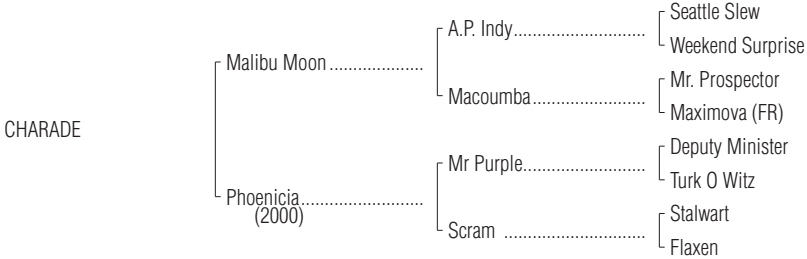 Seattle Slew
A.P. Indy..............................
Weekend Surprise
Malibu Moon .....................
Mr. Prospector
Macoumba..........................
Maximova (FR)
CHARADE
Deputy Minister
Mr Purple............................
Turk O Witz
Phoenicia............................
(2000)
Stalwart
Scram ................................
Flaxen